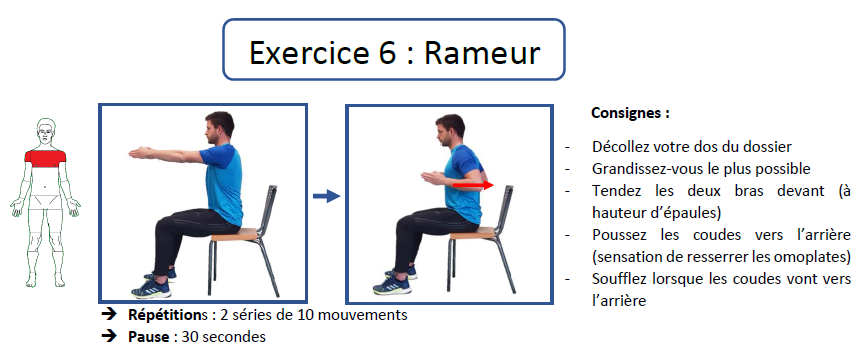 Exercice 6 : Rameur
Consignes :
- Décollez votre dos du dossier
- Grandissez-vous le plus possible
- Tendez les deux bras devant (à
hauteur d’épaules)
- Poussez les coudes vers l’arrière
(sensation de resserrer les omoplates)
- Soufflez lorsque les coudes vont vers
l’arrière
➔ Répétitions : 2 séries de 10 mouvements
➔ Pause : 30 secondes